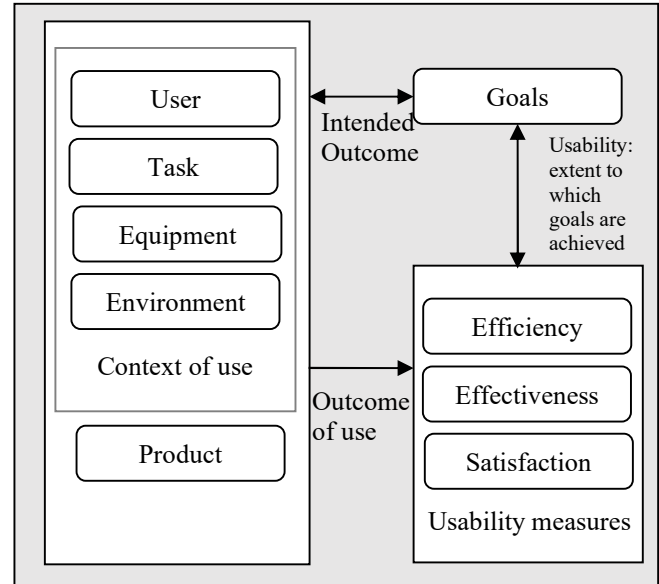 User
Task
Equipment
Environment
Context of use
Product
Intended
Outcome
Goals
Usability:
extent to
which
goals are
achieved
Outcome
of use
Efficiency
Effectiveness
Satisfaction
Usability measures